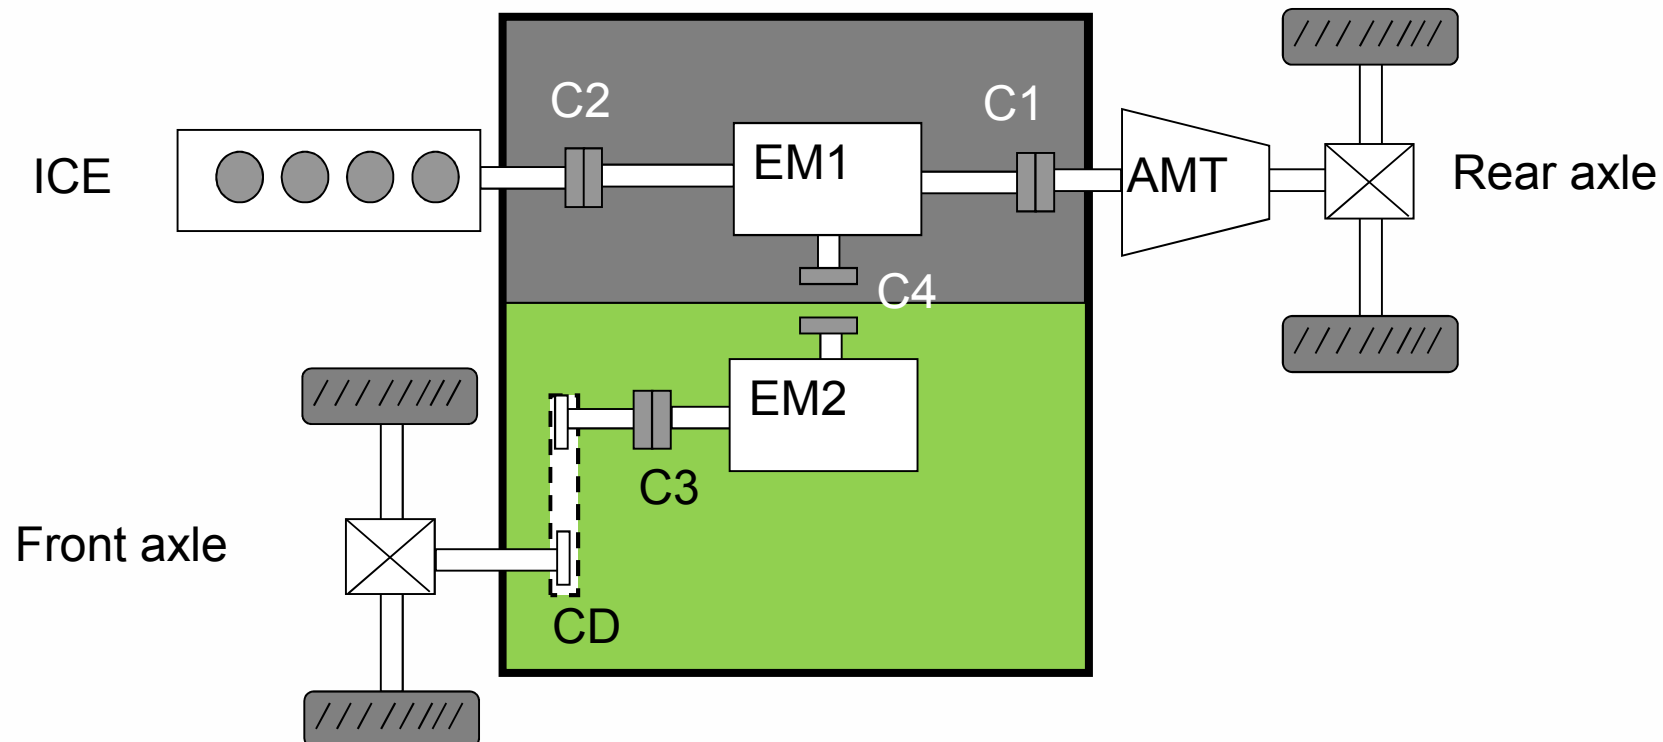 C2
C1
ICE
EM1
AMT
Rear axle
C4
EM2
C3
Front axle
CD